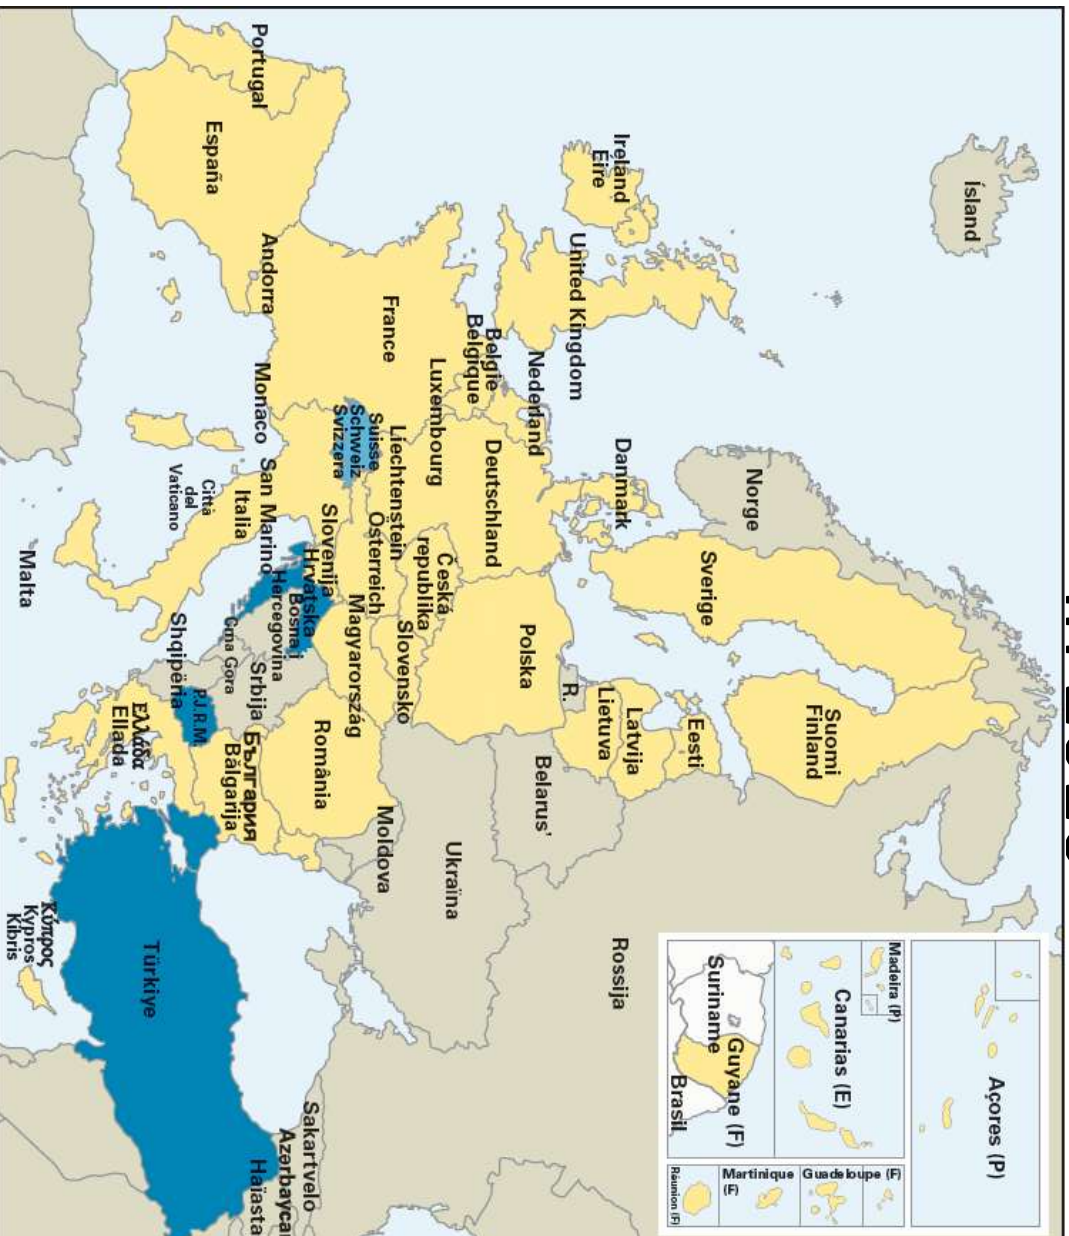 Ísland
Norge
Sverige
Suomi
Finland
Eesti
Latvija
Lietuva
R.
Danmark
Ireland
Éire
United Kingdom
Nederland
België
Belgique
Luxembourg
Deutschland
Polska
Belarus'
Rossija
Ukraїna
Moldova
Česká
republika
Slovensko
Liechtenstein
Österreich
Magyarország
Suisse
Schweiz
Svizzera
France
Slovenija
Hrvatska
Bosna i
Hercegovina
Srbija
Crna Gora
România
България
Bălgarija
P.J.R.M.
Shqipëria
Ελλάδα
Ellada
Portugal
España
Andorra
Monaco
San Marino
Italia
Città
del
Vaticano
Malta
Türkiye
Κύπρος
Kypros
Kibris
Sakartvelo
Azərbayca
Haїasta
Açores (P)
Madeira (P)
Canarias (E)
Suriname
Guyane (F)
Brasil
Guadeloupe (F)
Martinique
(F)
Réunion (F)